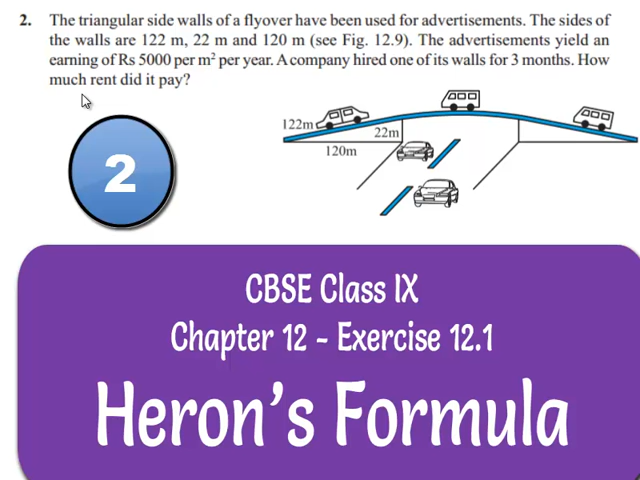 2. The triangular side walls of a flyover have been used for advertisements. The sides of
the walls are 122 m, 22 m and 120 m (see Fig. 12.9). The advertisements yield an
earning of Rs 5000 per m² per year. A company hired one of its walls for 3 months. How
much rent did it pay?
122m
22m
120m
2
CBSE Class IX
Chapter 12 - Exercise 12.1
Heron's Formula